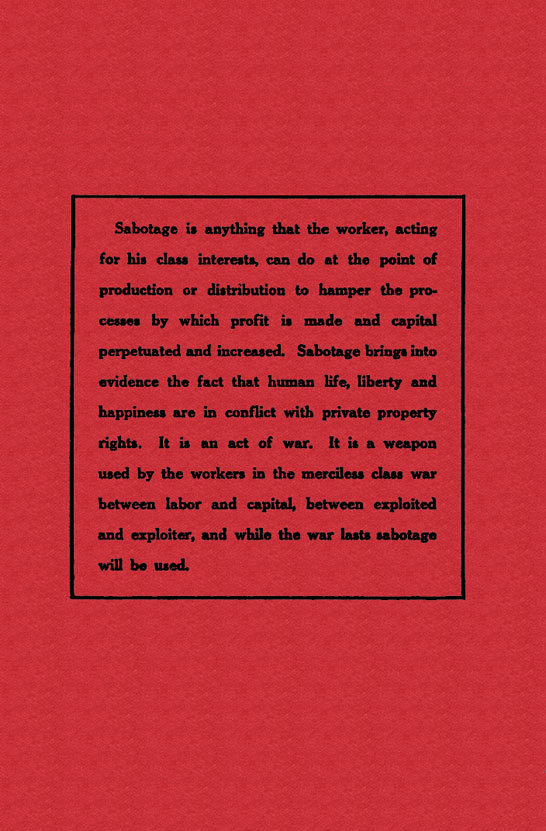 Sabotage is anything that the worker, acting
for his class interests, can do at the point of
production or distribution to hamper the pro-
cesses by which profit is made and capital
perpetuated and increased. Sabotage brings into
evidence the fact that human life, liberty and
happiness are in conflict with private property
rights. It is an act of war. It is a weapon
used by the workers in the merciless class war
between labor and capital, between exploited
and exploiter, and while the war lasts sabotage
will be used.